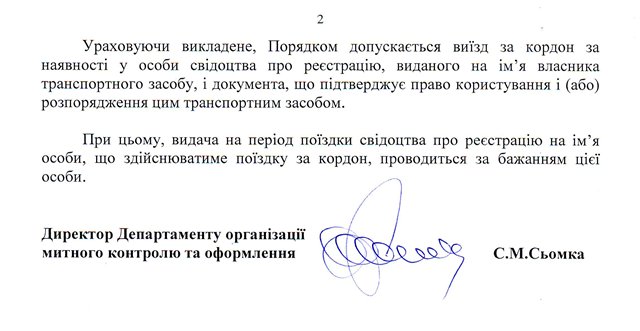 2
Ураховуючи викладене, Порядком допускається виїзд за кордон за
наявності у особи свідоцтва про реєстрацію, виданого на ім’я власника
транспортного засобу, і документа, що підтверджує право користування і (або)
розпорядження цим транспортним засобом.
При цьому, видача на період поїздки свідоцтва про реєстрацію на ім’я
особи, що здійснюватиме поїздку за кордон, проводиться за бажанням цієї
особи.
Директор Департаменту організації
митного контролю та оформлення С.М.Сьомка